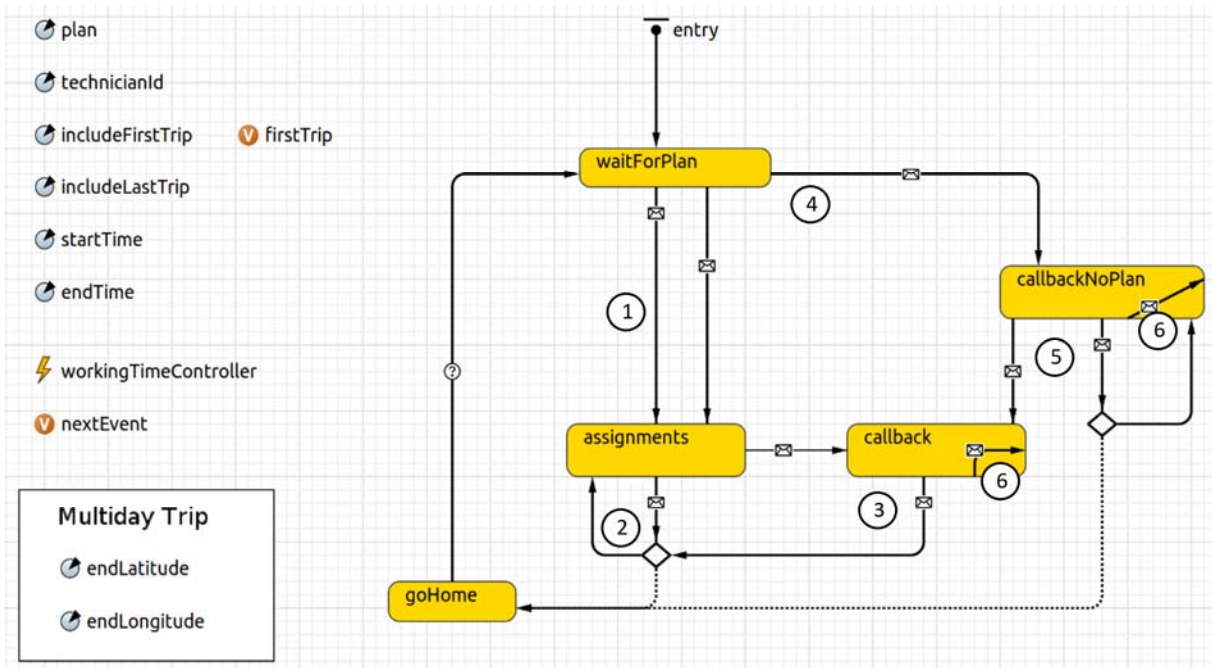 plan
technicianId
includeFirstTrip
V firstTrip
includeLastTrip
startTime
endTime
workingTimeController
V nextEvent
Multiday Trip
endLatitude
endLongitude
entry
waitForPlan
4
callbackNoPlan
6
1
5
?
assignments
callback
6
2
3
goHome